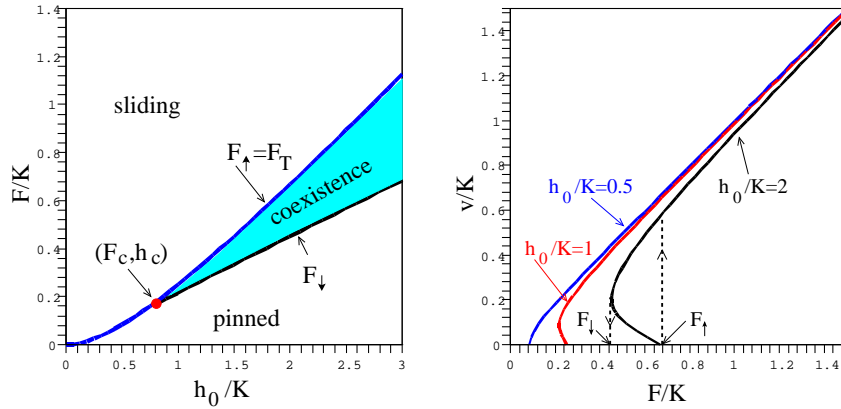 1.4
1.2
1
0.8
0.6
0.4
0.2
0
F/K
sliding
F↑=F_T
coexistence
(F_c,h_c)
F↓
pinned
0 0.5 1 1.5 2 2.5 3
h_0/K
1.4
1.2
1
0.8
0.6
0.4
0.2
0
v/K
h_0/K=0.5
h_0/K=2
h_0/K=1
F↓
F↑
0 0.2 0.4 0.6 0.8 1 1.2 1.4
F/K